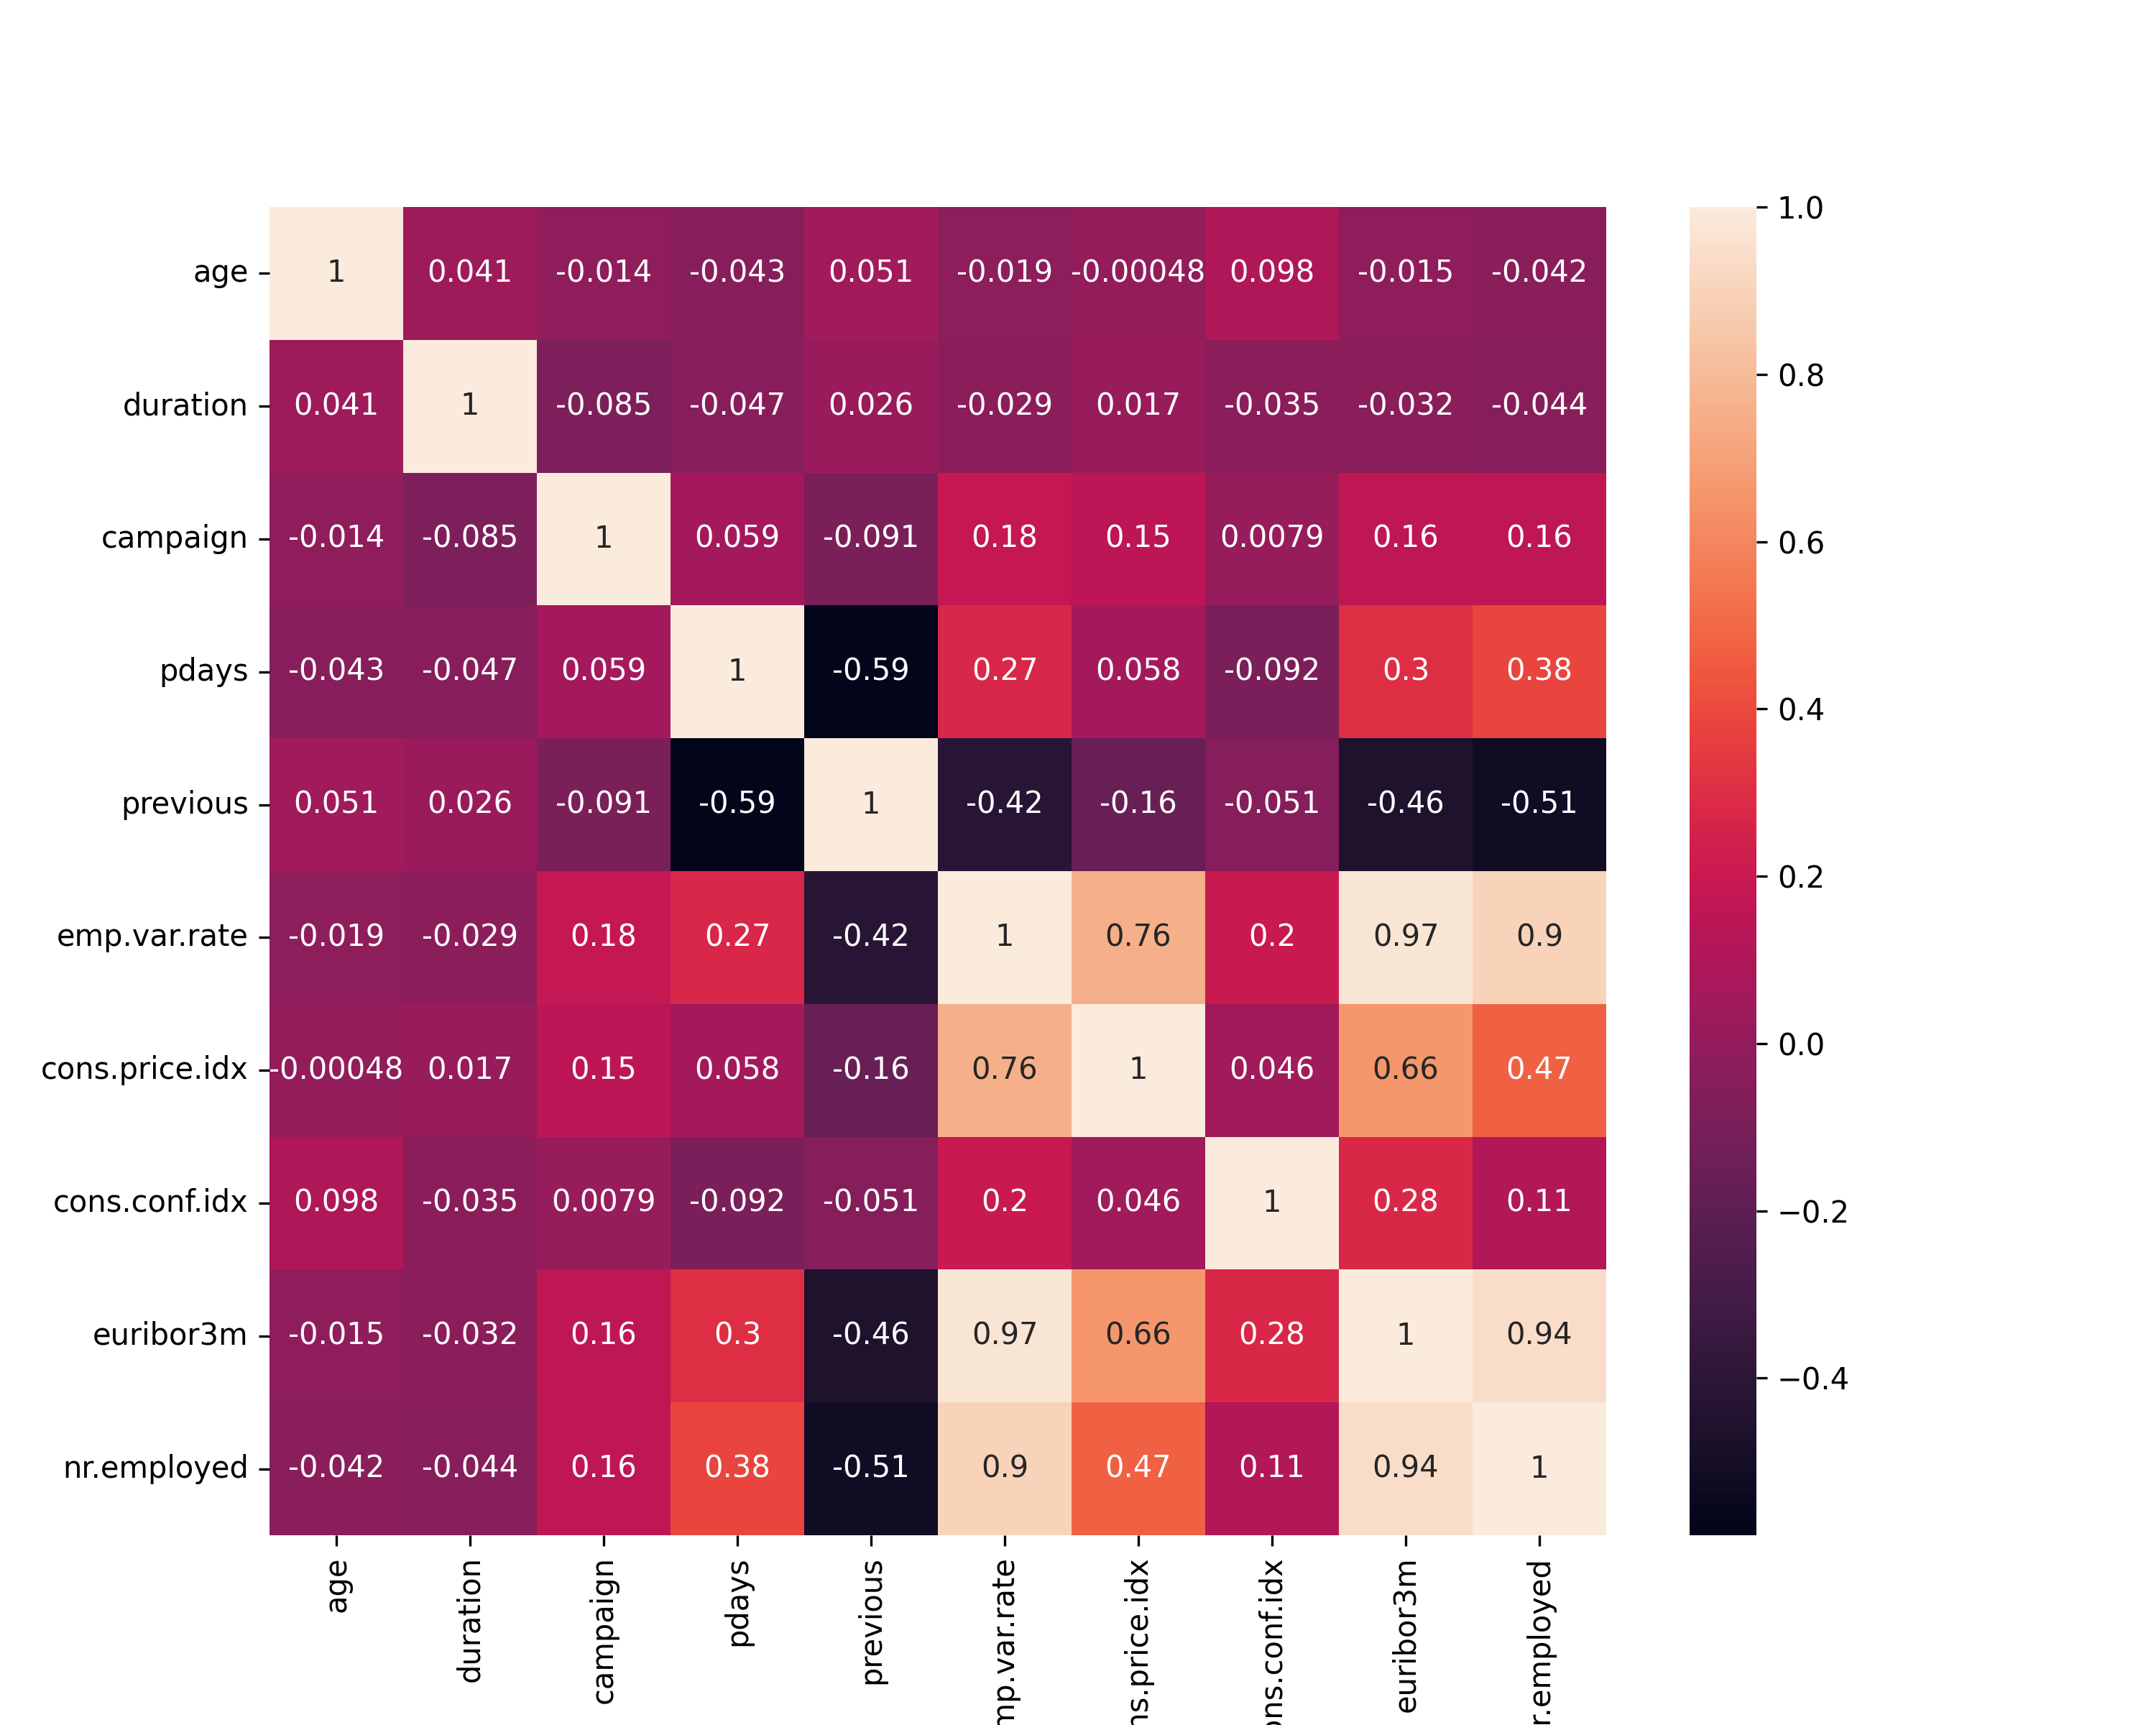 age 1 0.041 -0.014 -0.043 0.051 -0.019 -0.00048 0.098 -0.015 -0.042
duration 0.041 1 -0.085 -0.047 0.026 -0.029 0.017 -0.035 -0.032 -0.044
campaign -0.014 -0.085 1 0.059 -0.091 0.18 0.15 0.0079 0.16 0.16
pdays -0.043 -0.047 0.059 1 -0.59 0.27 0.058 -0.092 0.3 0.38
previous 0.051 0.026 -0.091 -0.59 1 -0.42 -0.16 -0.051 -0.46 -0.51
emp.var.rate -0.019 -0.029 0.18 0.27 -0.42 1 0.76 0.2 0.97 0.9
cons.price.idx -0.00048 0.017 0.15 0.058 -0.16 0.76 1 0.046 0.66 0.47
cons.conf.idx 0.098 -0.035 0.0079 -0.092 -0.051 0.2 0.046 1 0.28 0.11
euribor3m -0.015 -0.032 0.16 0.3 -0.46 0.97 0.66 0.28 1 0.94
nr.employed -0.042 -0.044 0.16 0.38 -0.51 0.9 0.47 0.11 0.94 1
age
duration
campaign
pdays
previous
mp.var.rate
ns.price.idx
ons.conf.idx
euribor3m
r.employed
1.0
0.8
0.6
0.4
0.2
0.0
−0.2
−0.4